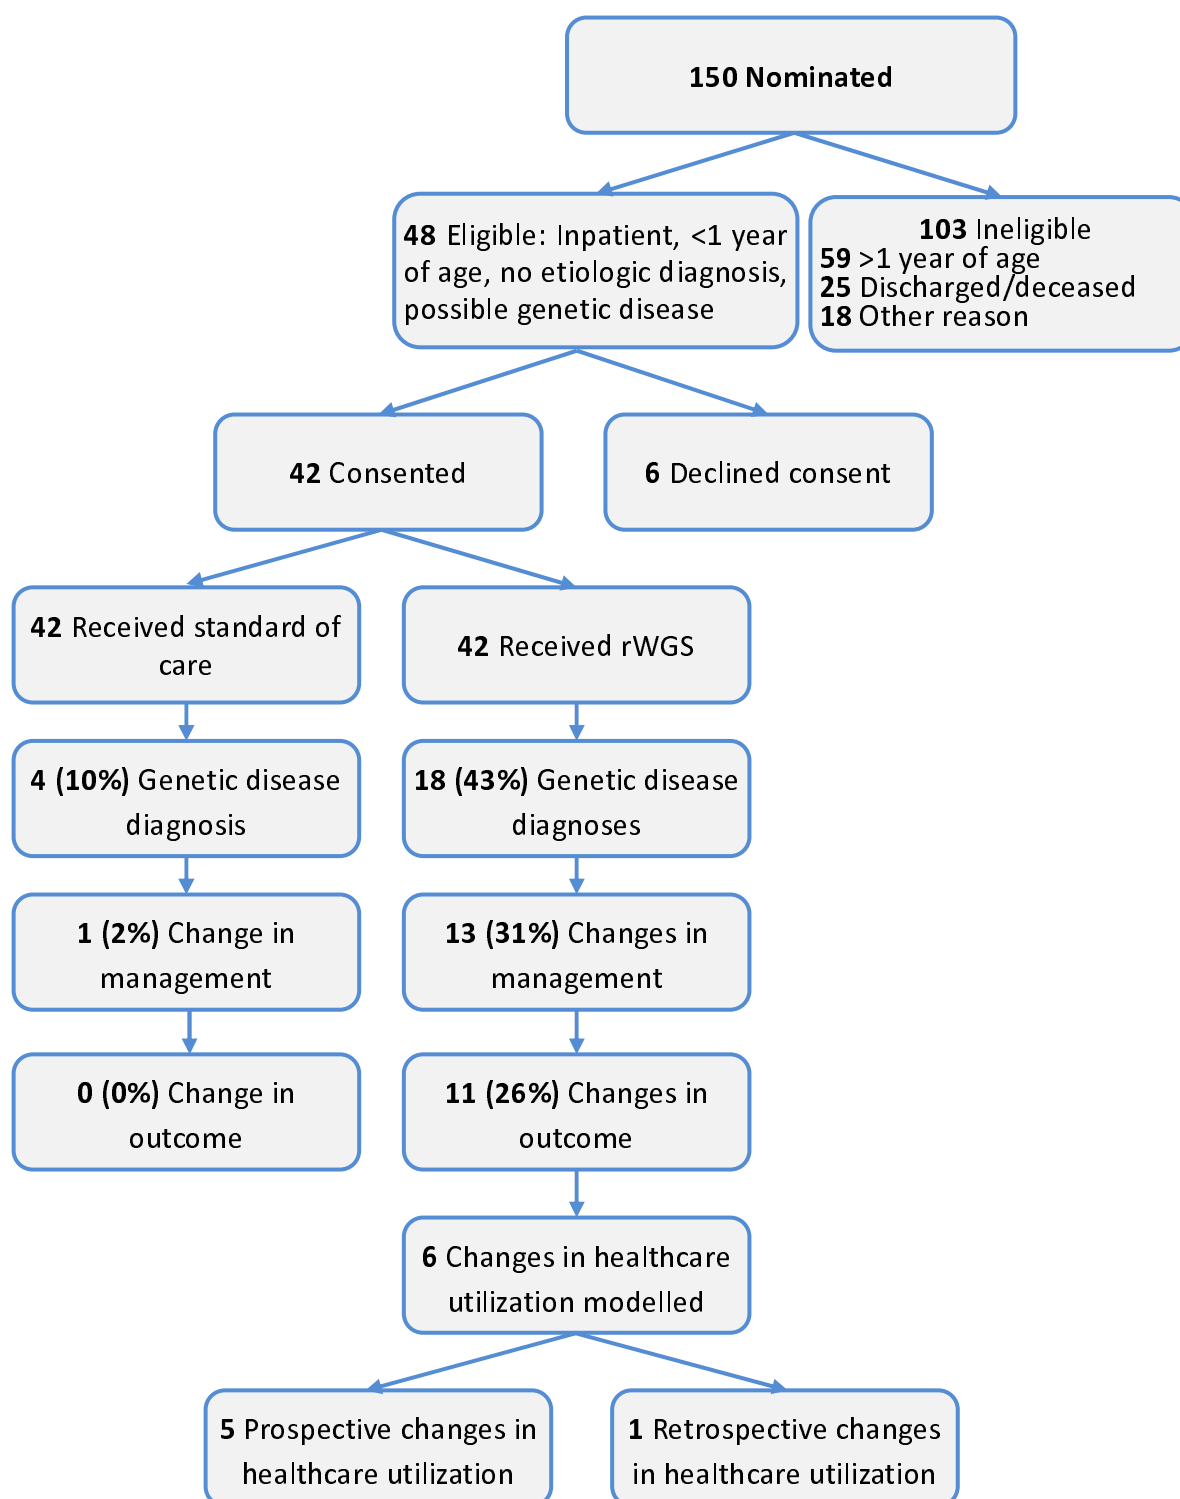 150 Nominated
48 Eligible: Inpatient, <1 year
of age, no etiologic diagnosis,
possible genetic disease
103 Ineligible
59 >1 year of age
25 Discharged/deceased
18 Other reason
42 Consented
6 Declined consent
42 Received standard of
care
42 Received rWGS
4 (10%) Genetic disease
diagnosis
18 (43%) Genetic disease
diagnoses
1 (2%) Change in
management
13 (31%) Changes in
management
0 (0%) Change in
outcome
11 (26%) Changes in
outcome
6 Changes in healthcare
utilization modelled
5 Prospective changes in
healthcare utilization
1 Retrospective changes
in healthcare utilization